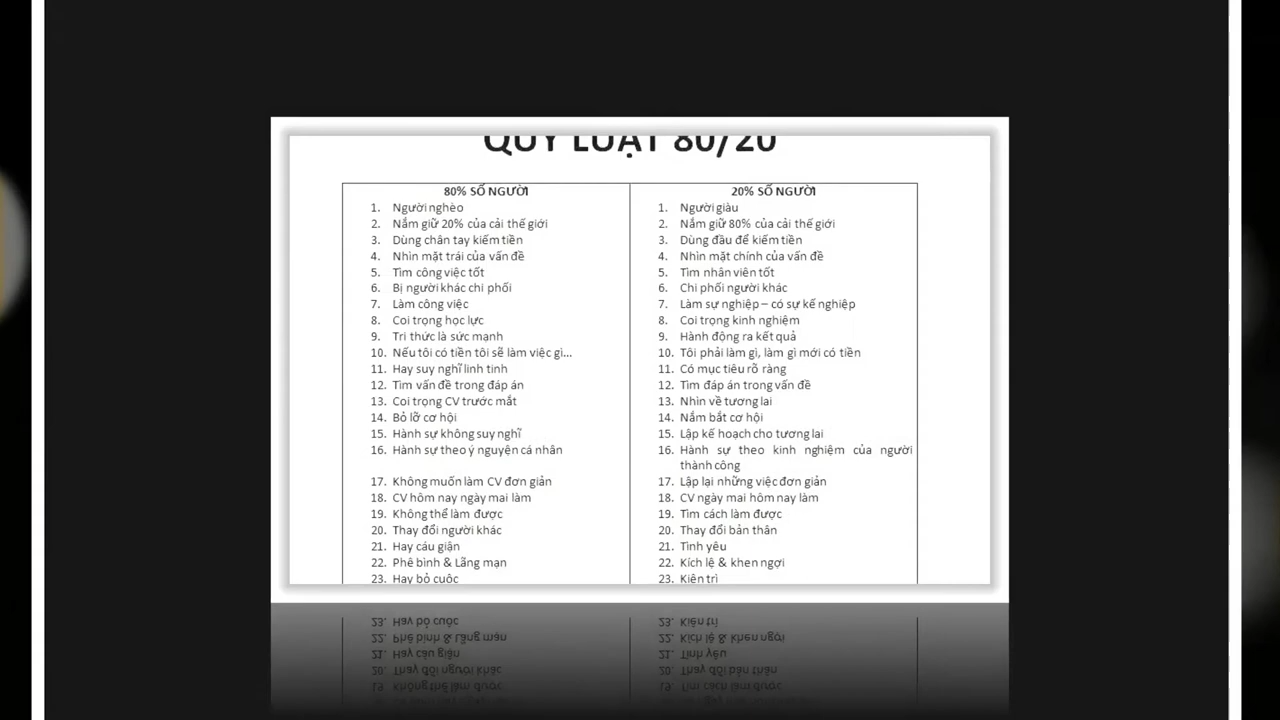 QUY LUẬT 80/20
80% SỐ NGƯỜI
1. Người nghèo
2. Nắm giữ 20% của cải thế giới
3. Dùng chân tay kiếm tiền
4. Nhìn mặt trái của vấn đề
5. Tìm công việc tốt
6. Bị người khác chi phối
7. Làm công việc
8. Coi trọng học lực
9. Tri thức là sức mạnh
10. Nếu tôi có tiền tôi sẽ làm việc gì...
11. Hay suy nghĩ linh tinh
12. Tìm vấn đề trong đáp án
13. Coi trọng CV trước mắt
14. Bỏ lỡ cơ hội
15. Hành sự không suy nghĩ
16. Hành sự theo ý nguyện cá nhân
17. Không muốn làm CV đơn giản
18. CV hôm nay ngày mai làm
19. Không thể làm được
20. Thay đổi người khác
21. Hay cáu giận
22. Phê bình & Lãng mạn
23. Hay bỏ cuộc
20% SỐ NGƯỜI
1. Người giàu
2. Nắm giữ 80% của cải thế giới
3. Dùng đầu để kiếm tiền
4. Nhìn mặt chính của vấn đề
5. Tìm nhân viên tốt
6. Chi phối người khác
7. Làm sự nghiệp – có sự kế nghiệp
8. Coi trọng kinh nghiệm
9. Hành động ra kết quả
10. Tôi phải làm gì, làm gì mới có tiền
11. Có mục tiêu rõ ràng
12. Tìm đáp án trong vấn đề
13. Nhìn về tương lai
14. Nắm bắt cơ hội
15. Lập kế hoạch cho tương lai
16. Hành sự theo kinh nghiệm của người
thành công
17. Lập lại những việc đơn giản
18. CV ngày mai hôm nay làm
19. Tìm cách làm được
20. Thay đổi bản thân
21. Tình yêu
22. Kích lệ & khen ngợi
23. Kiên trì